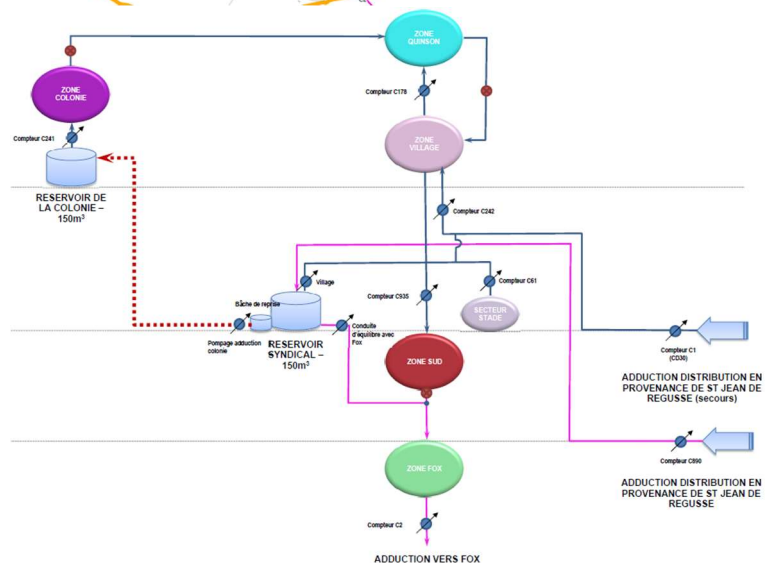 ZONE
QUINSON
ZONE
COLONIE
Compteur C178
Compteur C241
ZONE
VILLAGE
RESERVOIR DE
LA COLONIE –
150m³
Compteur C242
Village
Compteur C61
Bâche de reprise
Compteur C935
SECTEUR
STADE
Pompage adduction
colonie
RESERVOIR
SYNDICAL –
150m³
Conduite
d'équilibre avec
Fox
Compteur C1
(CD30)
ZONE SUD
ADDUCTION DISTRIBUTION EN
PROVENANCE DE ST JEAN DE
REGUSSE (secours)
ZONE FOX
Compteur C890
ADDUCTION DISTRIBUTION EN
PROVENANCE DE ST JEAN DE
REGUSSE
Compteur C2
ADDUCTION VERS FOX